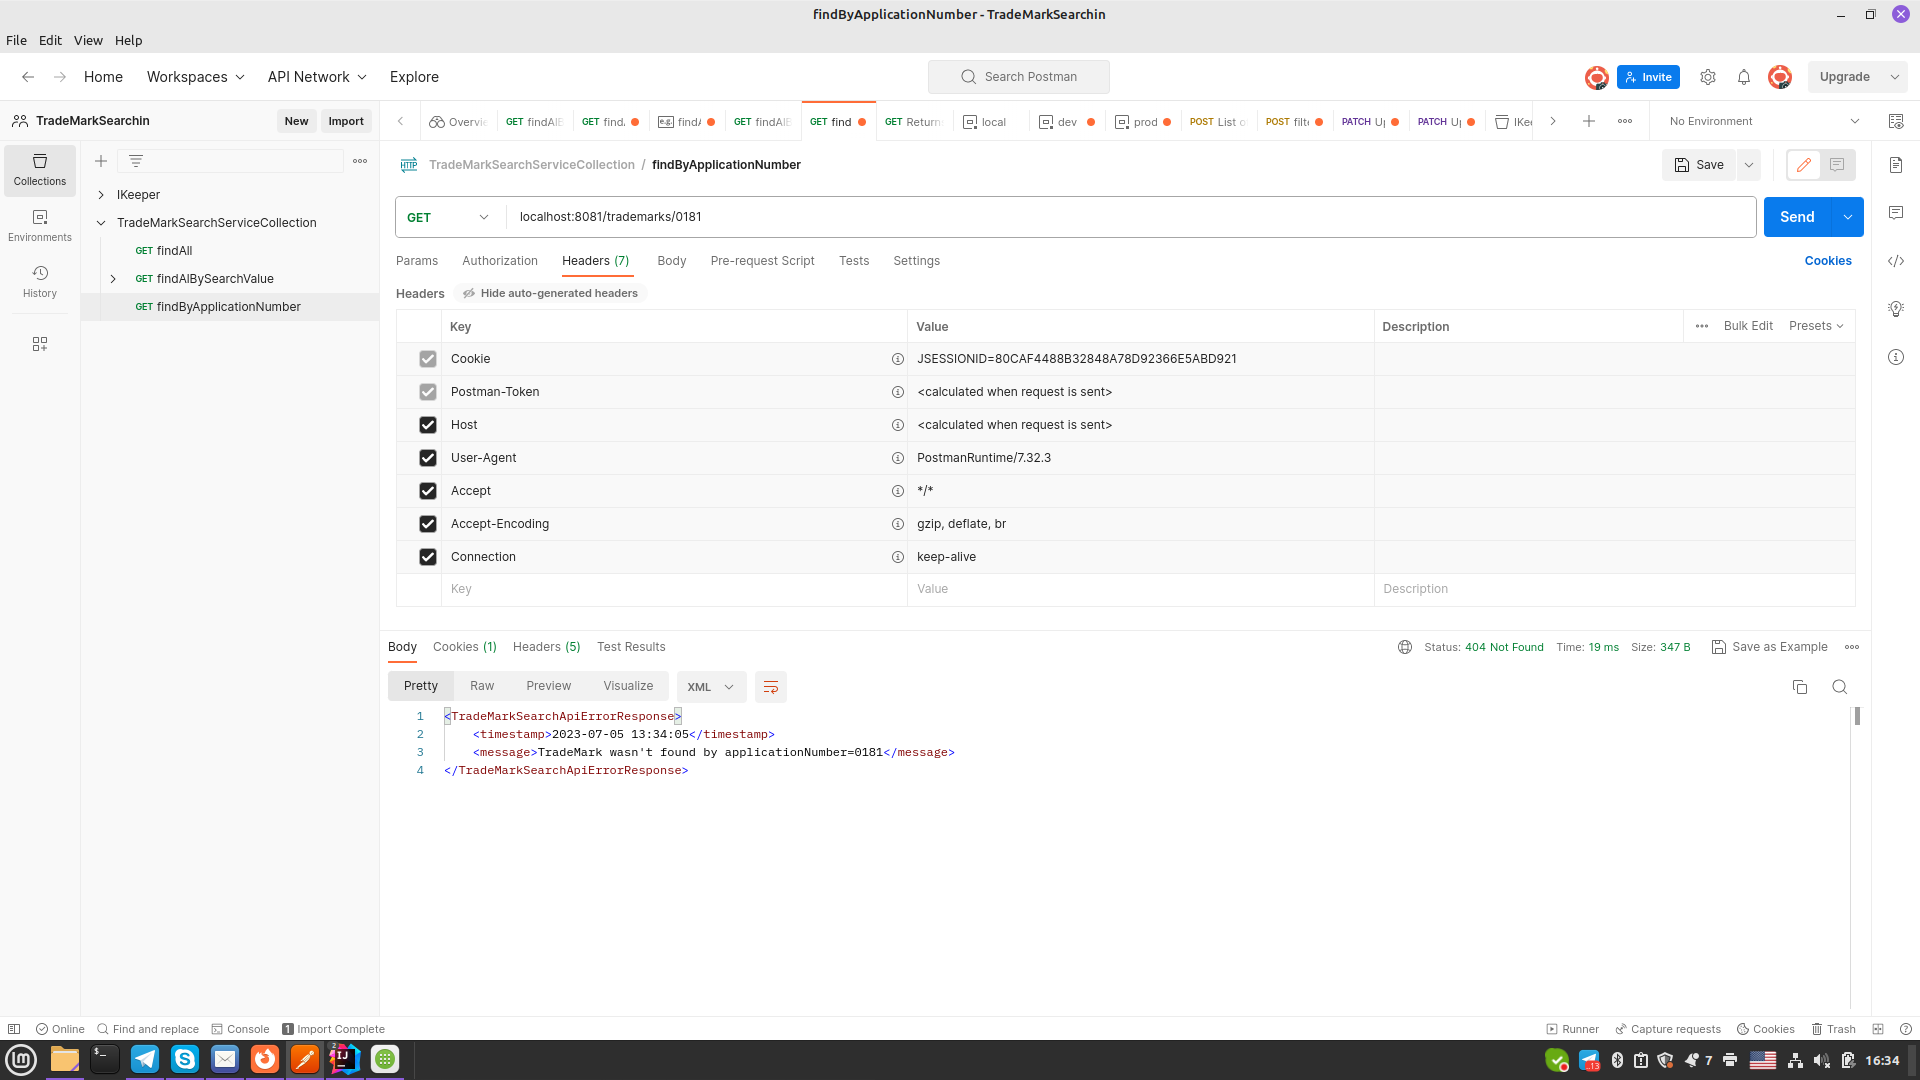 findByApplicationNumber - TradeMarkSearchin
File Edit View Help
Home Workspaces API Network Explore Search Postman Invite Upgrade
TradeMarkSearchin New Import
Overvie GET findAlB GET find GET findAlB GET find GET Return local dev prod POST List o POST filte PATCH U PATCH U IKe No Environment
Collections
Environments
History
IKeeper
TradeMarkSearchServiceCollection
GET findAll
GET findAlBySearchValue
GET findByApplicationNumber
HTTP TradeMarkSearchServiceCollection / findByApplicationNumber Save
GET localhost:8081/trademarks/0181 Send
Params Authorization Headers (7) Body Pre-request Script Tests Settings Cookies
Headers Hide auto-generated headers
Key Value Description Bulk Edit Presets
Cookie JSESSIONID=80CAF4488B32848A78D92366E5ABD921
Postman-Token <calculated when request is sent>
Host <calculated when request is sent>
User-Agent PostmanRuntime/7.32.3
Accept */*
Accept-Encoding gzip, deflate, br
Connection keep-alive
Key Value Description
Body Cookies (1) Headers (5) Test Results Status: 404 Not Found Time: 19 ms Size: 347 B Save as Example
Pretty Raw Preview Visualize XML
1 <TradeMarkSearchApiErrorResponse>
2 <timestamp>2023-07-05 13:34:05</timestamp>
3 <message>TradeMark wasn't found by applicationNumber=0181</message>
4 </TradeMarkSearchApiErrorResponse>
Online Find and replace Console 1 Import Complete Runner Capture requests Cookies Trash
2 IJ 13 7 16:34